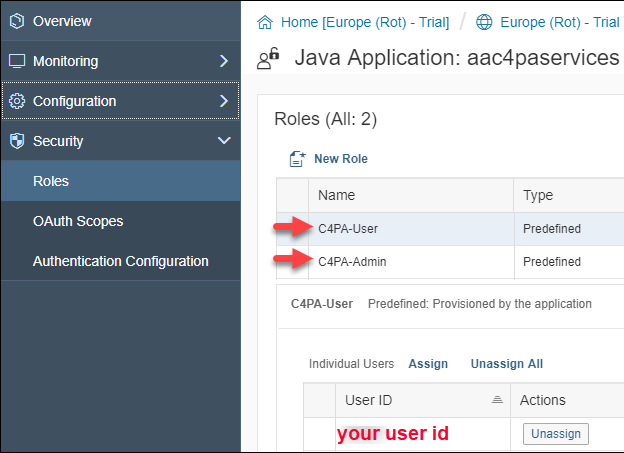 Overview
Monitoring
Configuration
Security
Roles
OAuth Scopes
Authentication Configuration
Home [Europe (Rot) - Trial] / Europe (Rot) - Trial
Java Application: aac4paservices
Roles (All: 2)
New Role
Name Type
C4PA-User Predefined
C4PA-Admin Predefined
C4PA-User Predefined: Provisioned by the application
Individual Users Assign Unassign All
User ID Actions
your user id Unassign